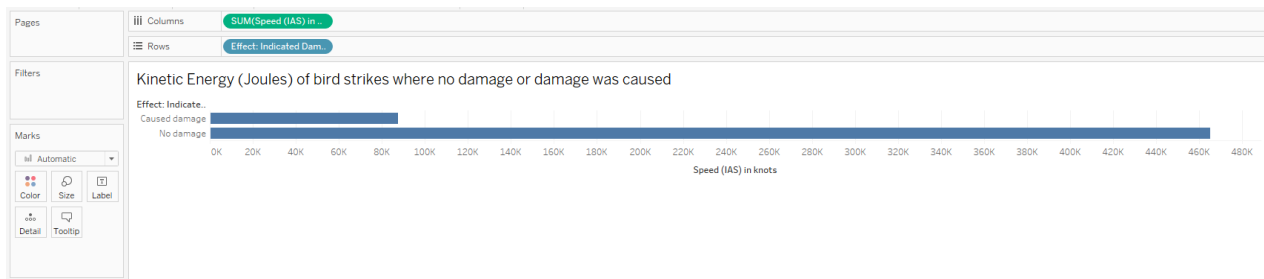 Pages
Columns
SUM(Speed (IAS) in ..
Rows
Effect: Indicated Dam..
Filters
Kinetic Energy (Joules) of bird strikes where no damage or damage was caused
Effect: Indicate..
Caused damage
No damage
0K 20K 40K 60K 80K 100K 120K 140K 160K 180K 200K 220K 240K 260K 280K 300K 320K 340K 360K 380K 400K 420K 440K 460K 480K
Speed (IAS) in knots
Marks
Automatic
Color Size Label
Detail Tooltip